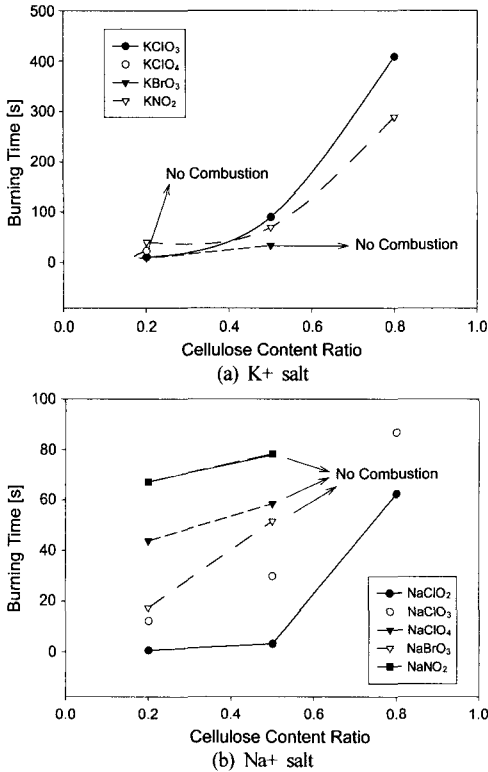 500
400
300
200
100
0
Burning Time [s]
KClO₃
KClO₄
KBrO₃
KNO₂
No Combustion
No Combustion
0.0 0.2 0.4 0.6 0.8 1.0
Cellulose Content Ratio
(a) K+ salt
100
80
60
40
20
0
Burning Time [s]
No Combustion
NaClO₂
NaClO₃
NaClO₄
NaBrO₃
NaNO₂
0.0 0.2 0.4 0.6 0.8 1.0
Cellulose Content Ratio
(b) Na+ salt